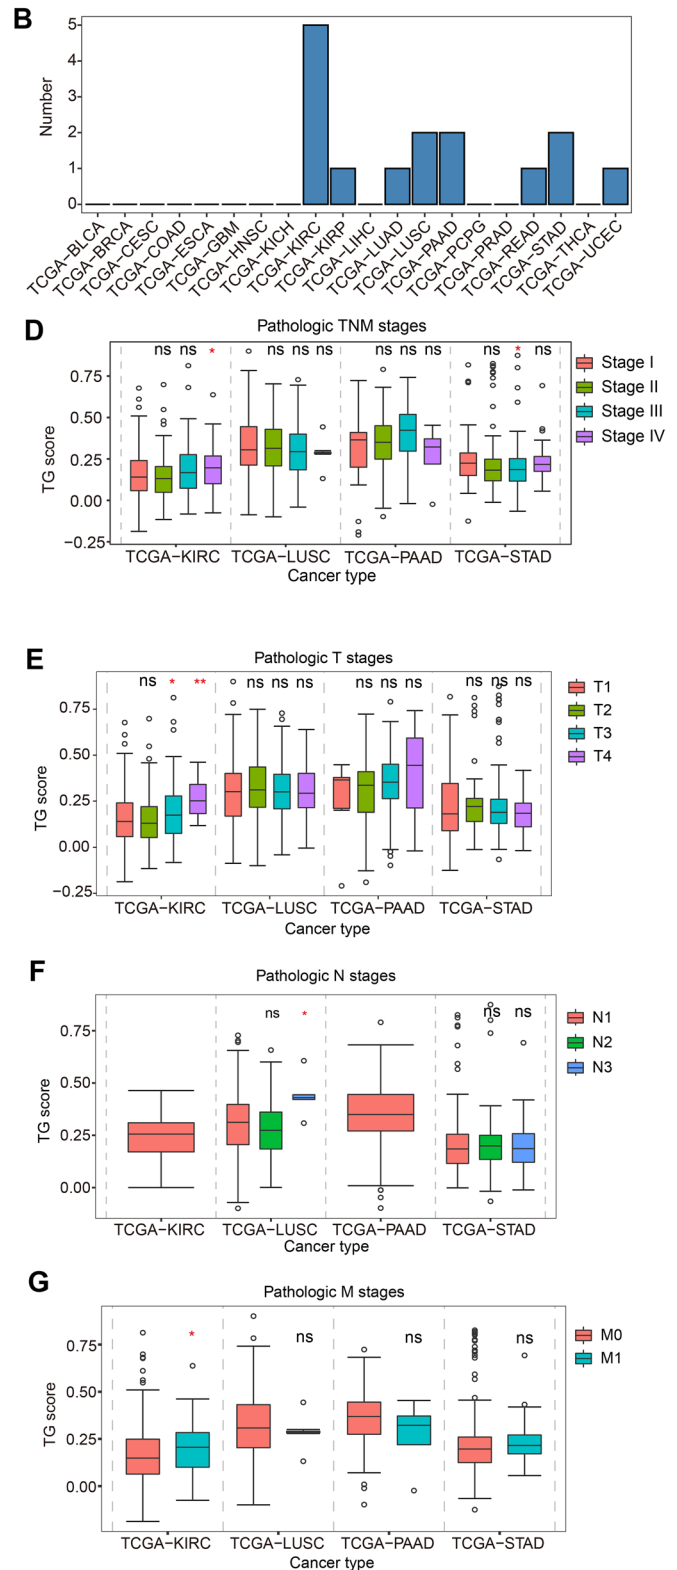 B
5
4
3
2
1
0
Number
TCGA-BLCA
TCGA-BRCA
TCGA-CESC
TCGA-COAD
TCGA-ESCA
TCGA-GBM
TCGA-HNSC
TCGA-KICH
TCGA-KIRC
TCGA-KIRP
TCGA-LIHC
TCGA-LUAD
TCGA-LUSC
TCGA-PAAD
TCGA-PCPG
TCGA-PRAD
TCGA-READ
TCGA-STAD
TCGA-THCA
TCGA-UCEC
D
Pathologic TNM stages
ns ns * ns ns ns ns ns ns ns * ns
0.75
0.50
0.25
0.00
−0.25
TG score
TCGA−KIRC TCGA−LUSC TCGA−PAAD TCGA−STAD
Cancer type
Stage I
Stage II
Stage III
Stage IV
E
Pathologic T stages
ns * ** ns ns ns ns ns ns ns ns ns
0.75
0.50
0.25
0.00
−0.25
TG score
TCGA−KIRC TCGA−LUSC TCGA−PAAD TCGA−STAD
Cancer type
T1
T2
T3
T4
F
Pathologic N stages
ns * ns ns
0.75
0.50
0.25
0.00
TG score
TCGA−KIRC TCGA−LUSC TCGA−PAAD TCGA−STAD
Cancer type
N1
N2
N3
G
Pathologic M stages
* ns ns ns
0.75
0.50
0.25
0.00
TG score
TCGA−KIRC TCGA−LUSC TCGA−PAAD TCGA−STAD
Cancer type
M0
M1